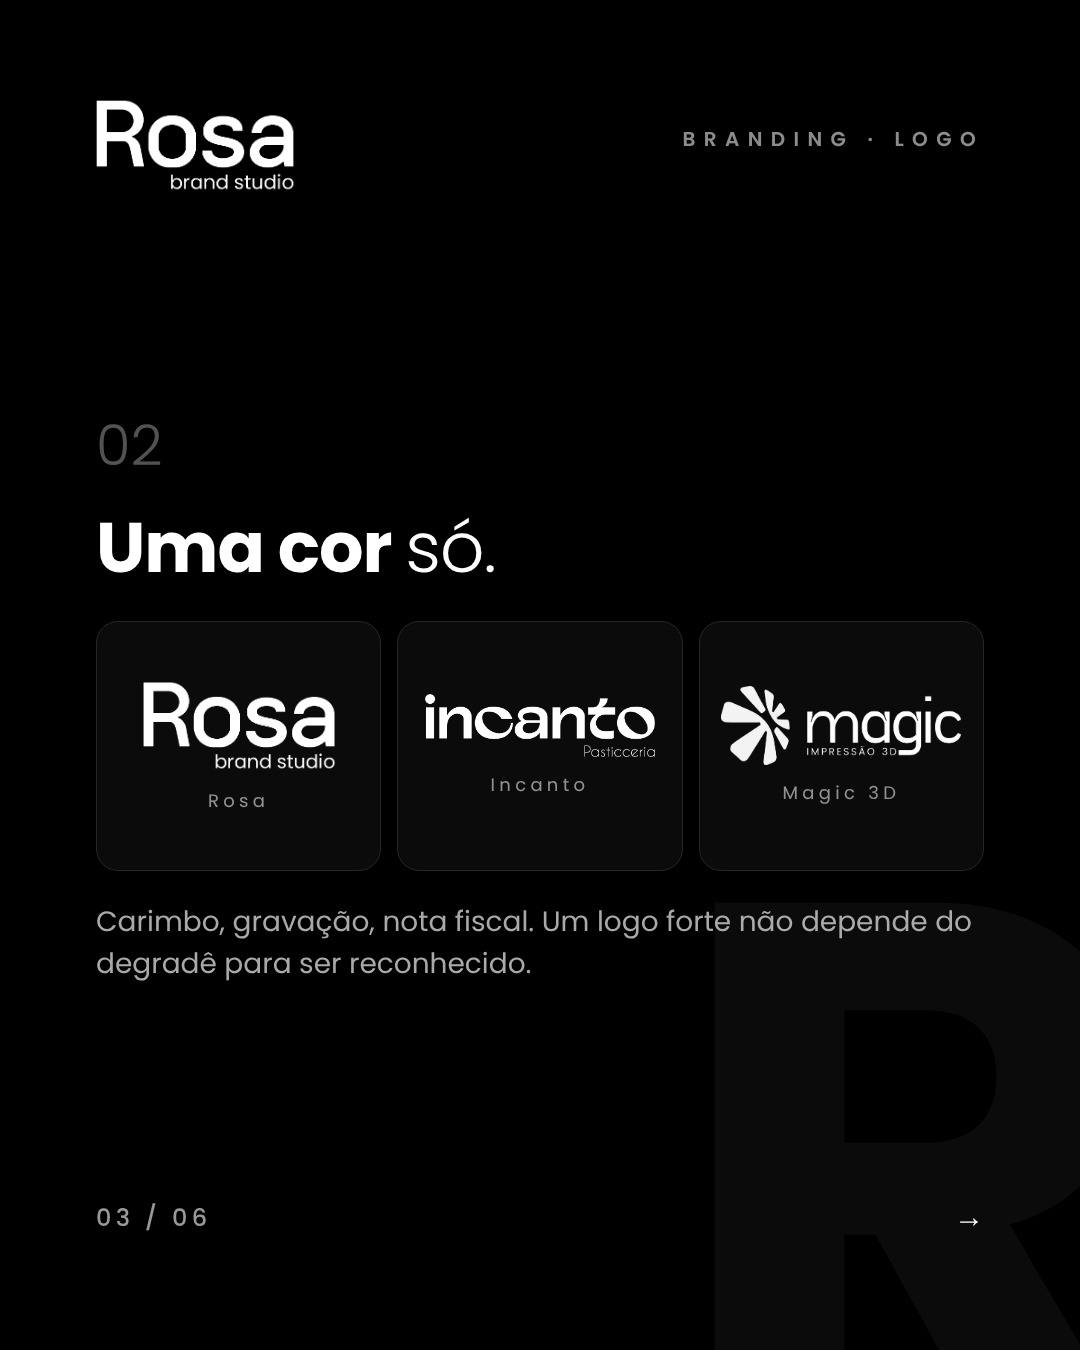 Rosa
brand studio
BRANDING · LOGO
02
Uma cor só.
Rosa
brand studio
Rosa
incanto
Pasticceria
Incanto
magic
IMPRESSÃO 3D
Magic 3D
Carimbo, gravação, nota fiscal. Um logo forte não depende do
degradê para ser reconhecido.
R
03 / 06
→